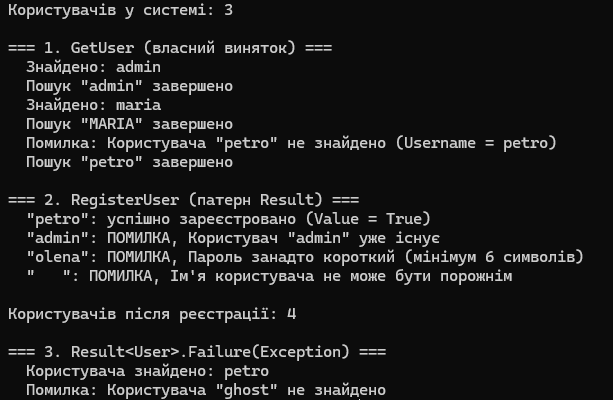 Користувачів у системі: 3
=== 1. GetUser (власний виняток) ===
Знайдено: admin
Пошук "admin" завершено
Знайдено: maria
Пошук "MARIA" завершено
Помилка: Користувача "petro" не знайдено (Username = petro)
Пошук "petro" завершено
=== 2. RegisterUser (патерн Result) ===
"petro": успішно зареєстровано (Value = True)
"admin": ПОМИЛКА, Користувач "admin" уже існує
"olena": ПОМИЛКА, Пароль занадто короткий (мінімум 6 символів)
"   ": ПОМИЛКА, Ім'я користувача не може бути порожнім
Користувачів після реєстрації: 4
=== 3. Result<User>.Failure(Exception) ===
Користувача знайдено: petro
Помилка: Користувача "ghost" не знайдено